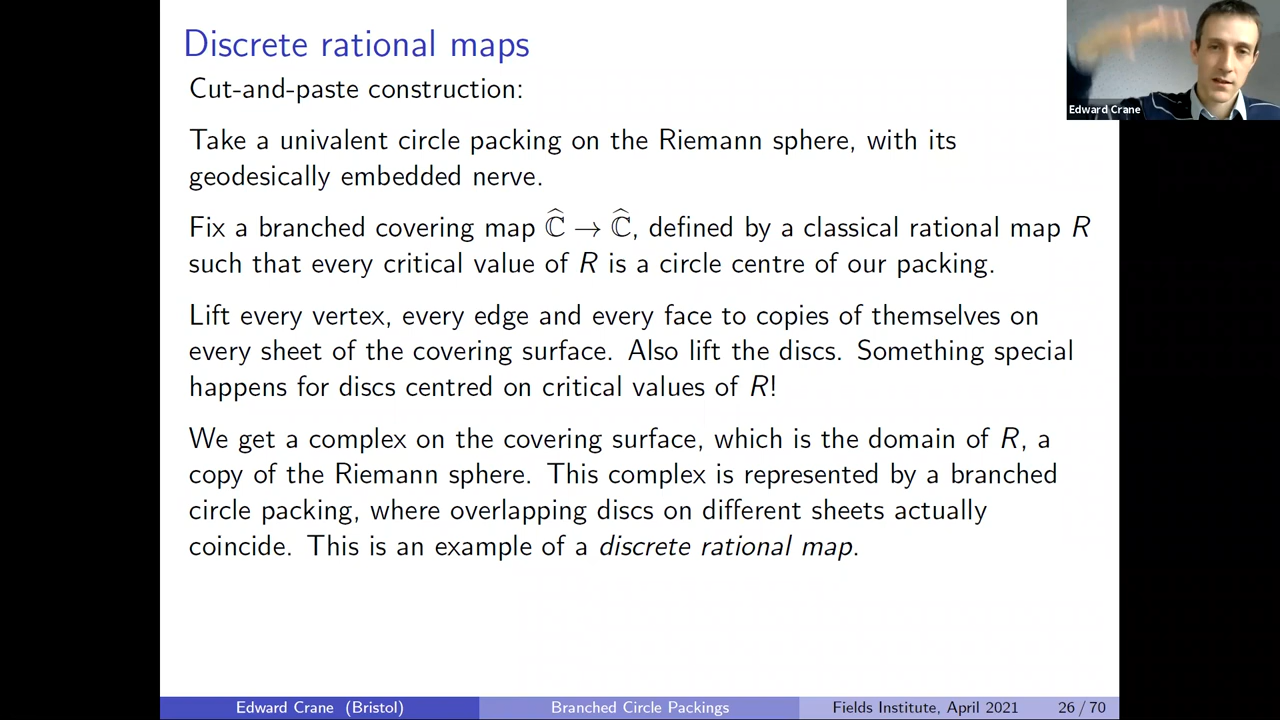 Discrete rational maps
Cut-and-paste construction:
Take a univalent circle packing on the Riemann sphere, with its
geodesically embedded nerve.
Fix a branched covering map ℂ̂ → ℂ̂, defined by a classical rational map R
such that every critical value of R is a circle centre of our packing.
Lift every vertex, every edge and every face to copies of themselves on
every sheet of the covering surface. Also lift the discs. Something special
happens for discs centred on critical values of R!
We get a complex on the covering surface, which is the domain of R, a
copy of the Riemann sphere. This complex is represented by a branched
circle packing, where overlapping discs on different sheets actually
coincide. This is an example of a discrete rational map.
Edward Crane (Bristol) Branched Circle Packings Fields Institute, April 2021 26 / 70
Edward Crane